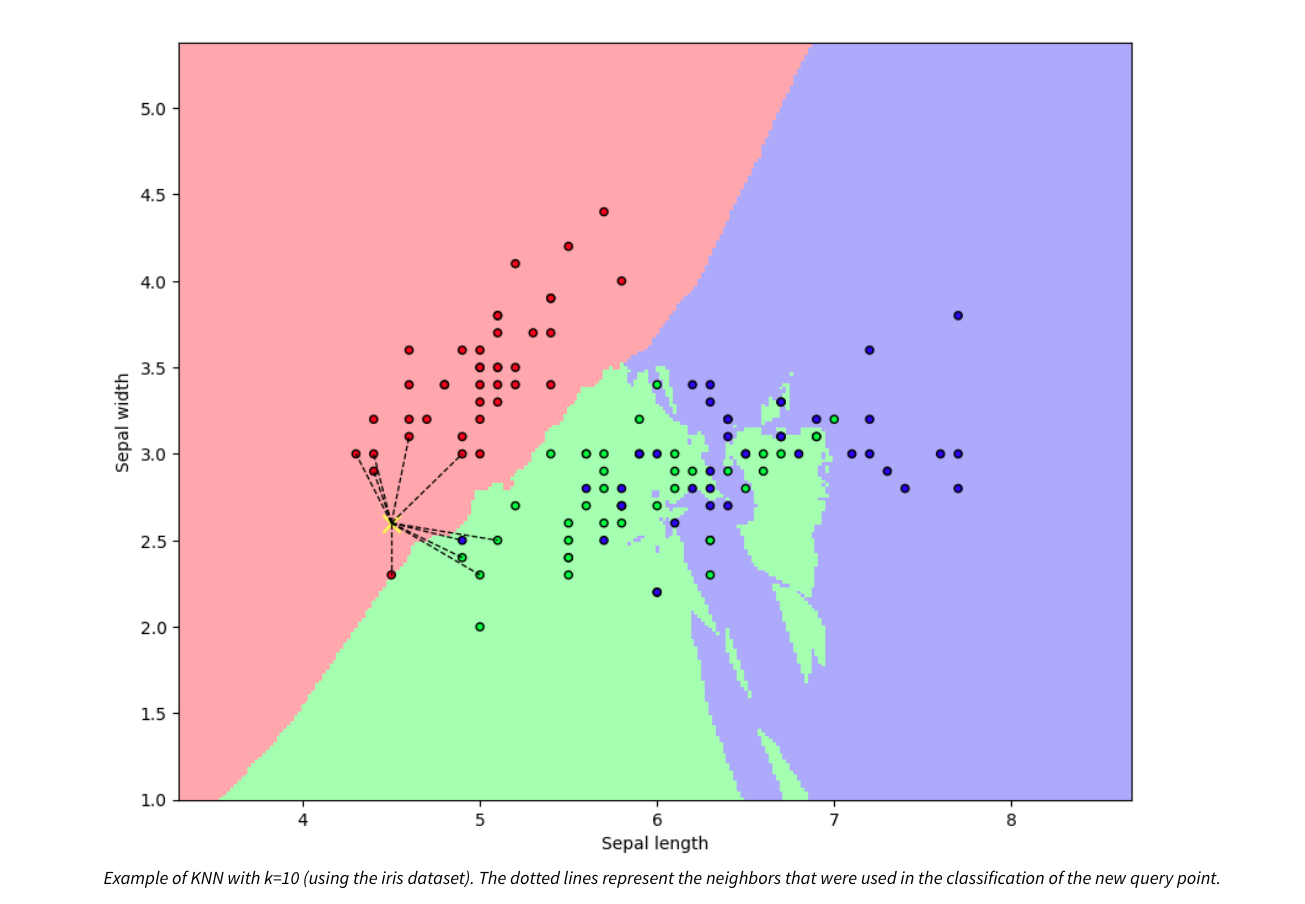 5.0
4.5
4.0
3.5
3.0
2.5
2.0
1.5
1.0
Sepal width
4 5 6 7 8
Sepal length
Example of KNN with k=10 (using the iris dataset). The dotted lines represent the neighbors that were used in the classification of the new query point.